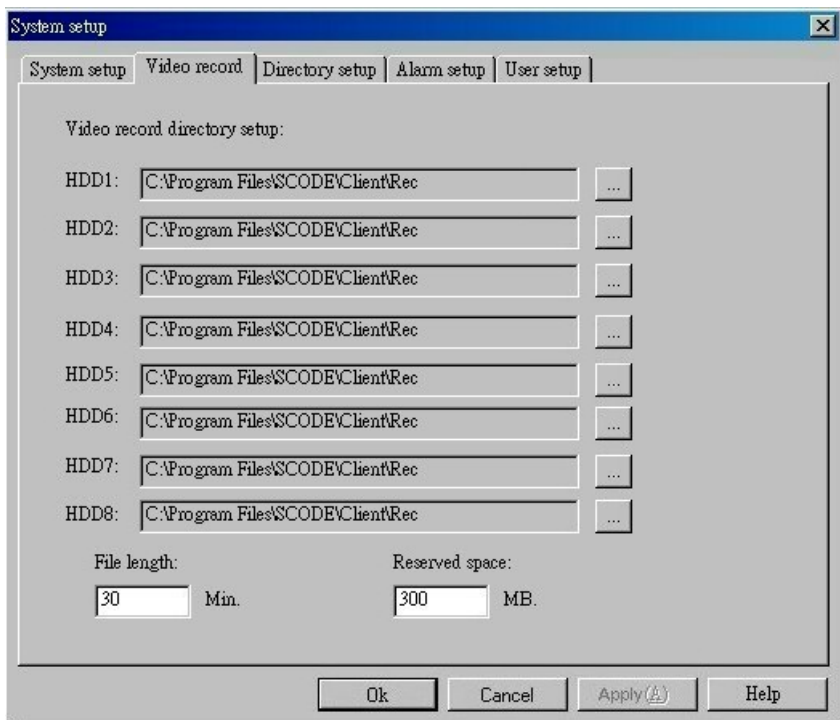 System setup
System setup Video record Directory setup Alarm setup User setup
Video record directory setup:
HDD1: C:\Program Files\SCODE\Client\Rec ...
HDD2: C:\Program Files\SCODE\Client\Rec ...
HDD3: C:\Program Files\SCODE\Client\Rec ...
HDD4: C:\Program Files\SCODE\Client\Rec ...
HDD5: C:\Program Files\SCODE\Client\Rec ...
HDD6: C:\Program Files\SCODE\Client\Rec ...
HDD7: C:\Program Files\SCODE\Client\Rec ...
HDD8: C:\Program Files\SCODE\Client\Rec ...
File length: Reserved space:
30 Min. 300 MB.
Ok Cancel Apply(A) Help